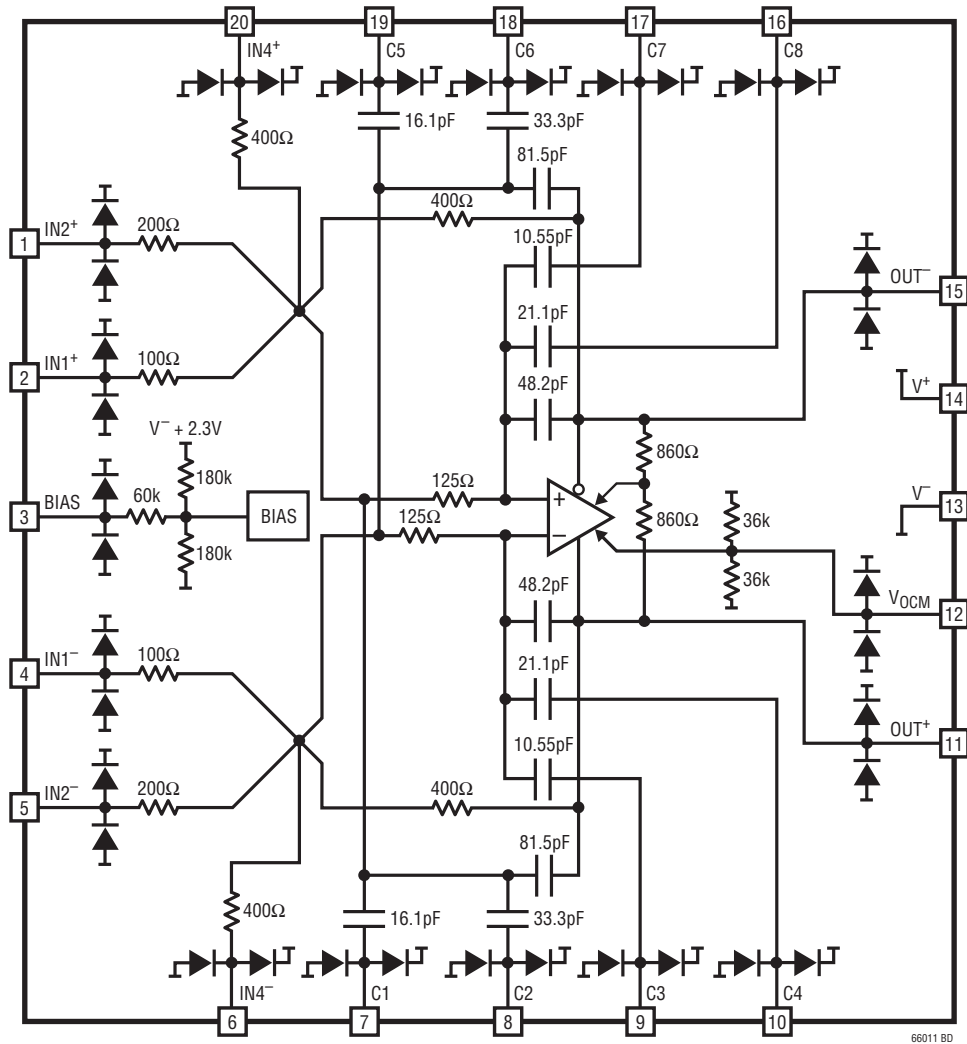 20
19
18
17
16
IN4+
C5
C6
C7
C8
16.1pF
33.3pF
400Ω
81.5pF
400Ω
IN2+
200Ω
1
10.55pF
OUT−
15
21.1pF
IN1+
100Ω
2
48.2pF
V+
14
V− + 2.3V
860Ω
180k
125Ω
BIAS
60k
3
BIAS
+
125Ω
−
860Ω
36k
V−
13
180k
36k
48.2pF
VOCM
12
IN1−
100Ω
4
21.1pF
OUT+
11
10.55pF
IN2−
200Ω
400Ω
5
81.5pF
400Ω
16.1pF
33.3pF
IN4−
C1
C2
C3
C4
6
7
8
9
10
66011 BD